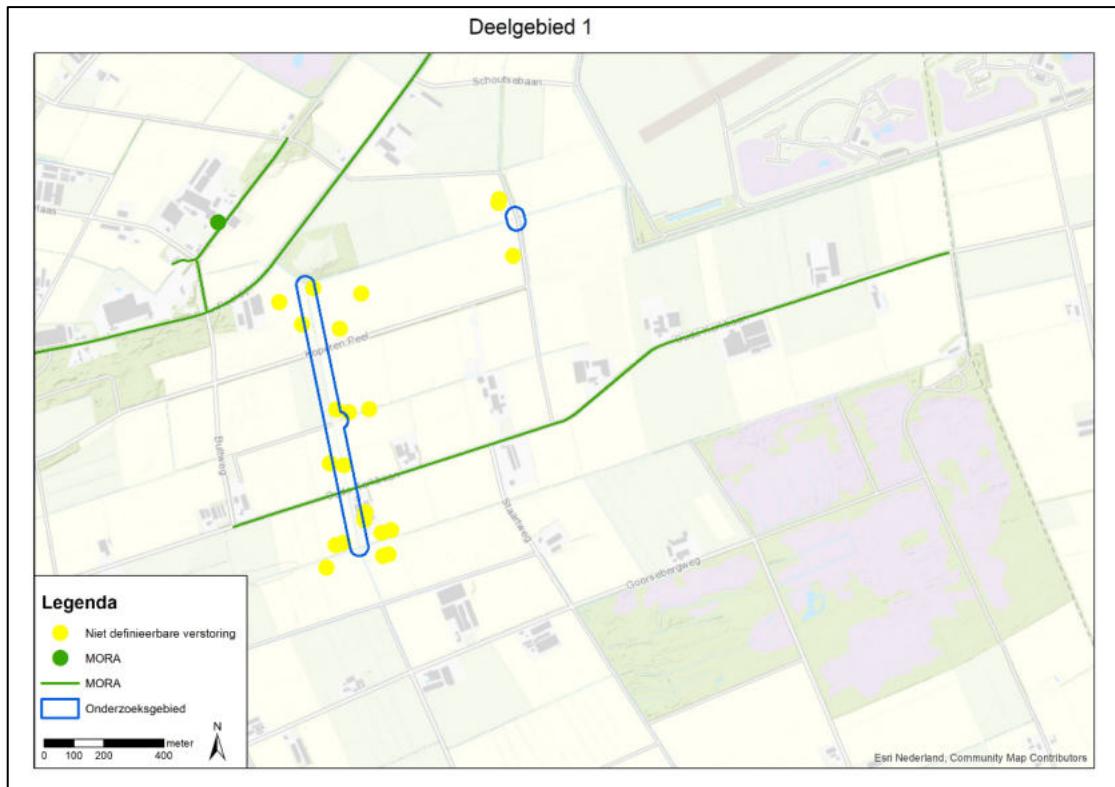 Deelgebied 1
Schoutsebaan
Koperen Peel
Bultweg
Staartweg
Goorsebergweg
Legenda
Niet definieerbare verstoring
MORA
MORA
Onderzoeksgebied
meter
N
0 100 200 400
Esri Nederland, Community Map Contributors